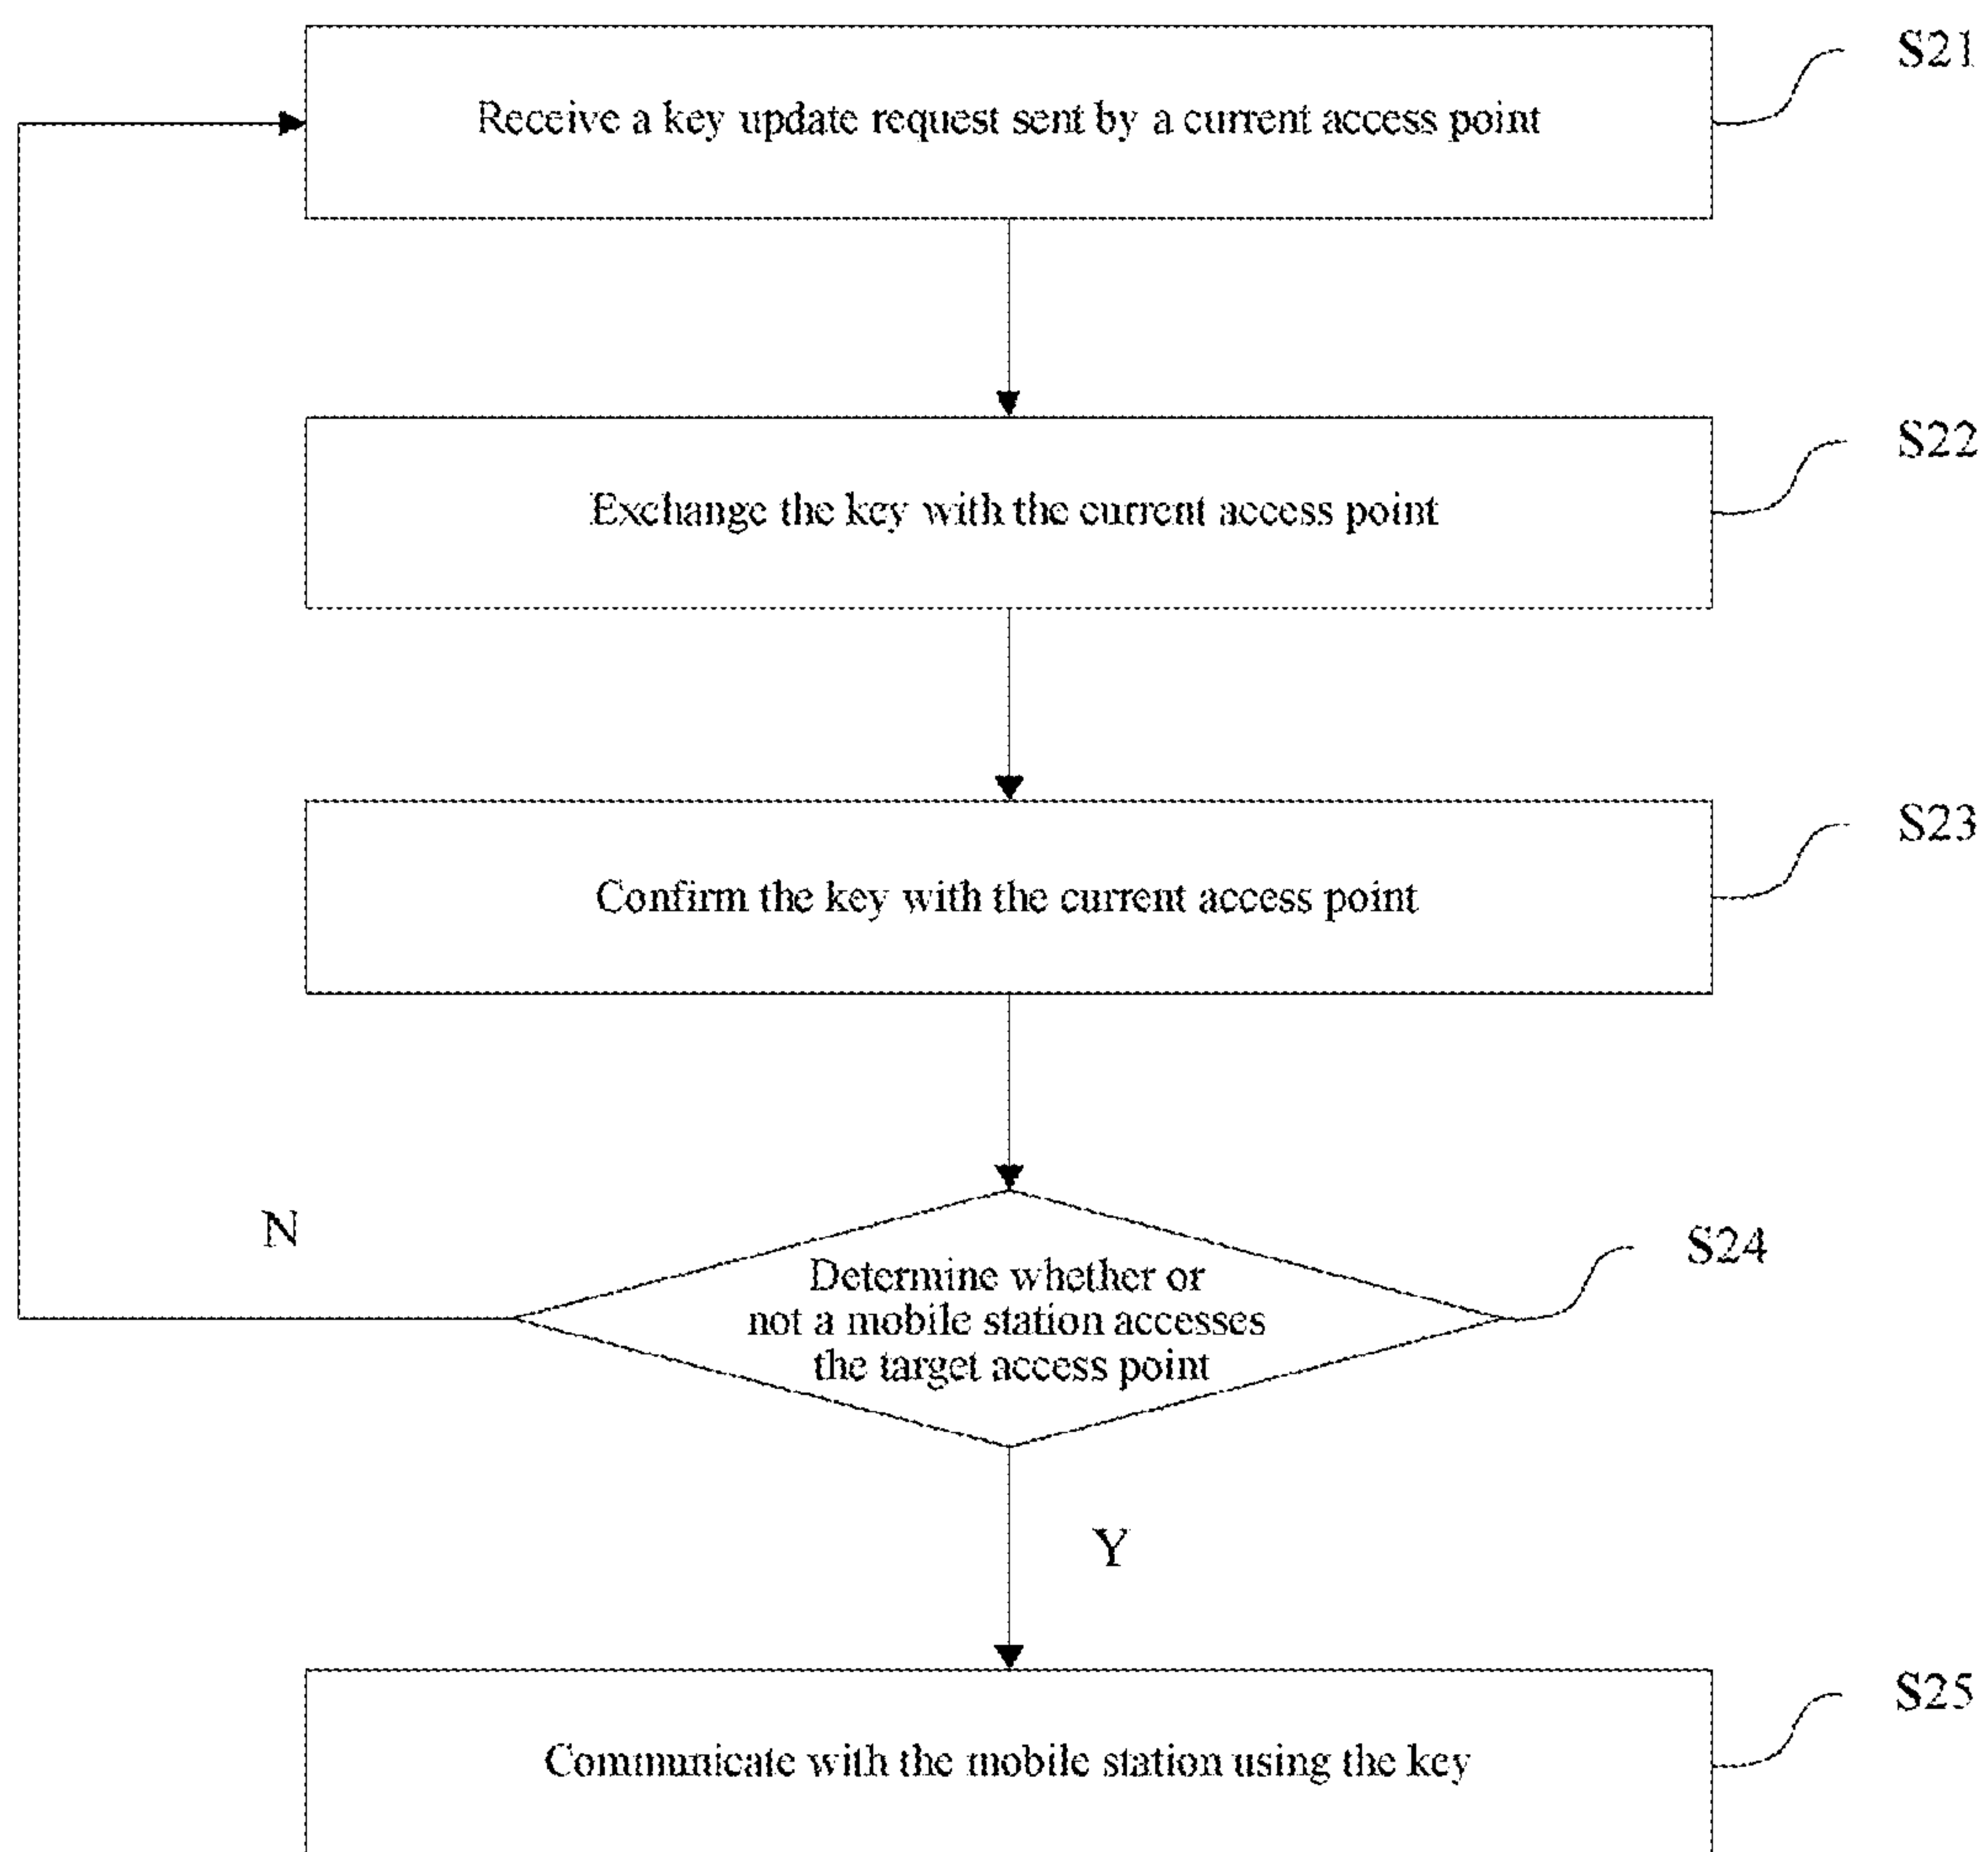 S21
Receive a key update request sent by a current access point
S22
Exchange the key with the current access point
S23
Confirm the key with the current access point
N
S24
Determine whether or
not a mobile station accesses
the target access point
Y
S25
Communicate with the mobile station using the key